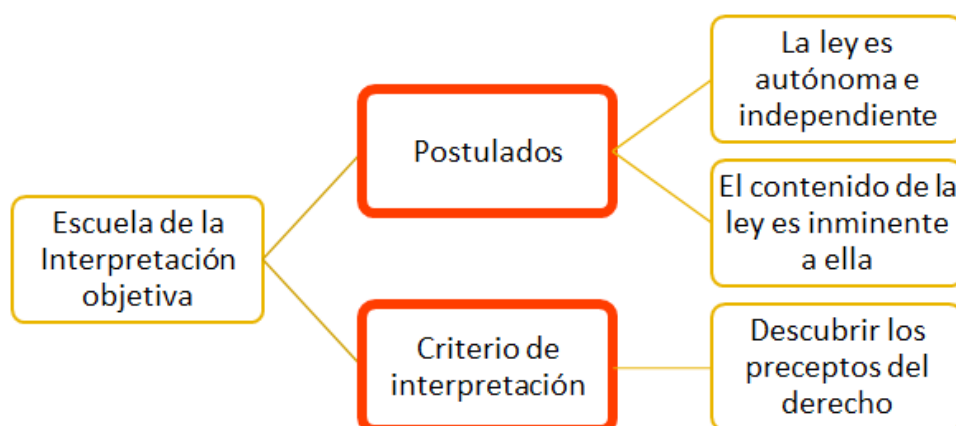 Escuela de la
Interpretación
objetiva
Postulados
La ley es
autónoma e
independiente
El contenido de la
ley es inminente
a ella
Criterio de
interpretación
Descubrir los
preceptos del
derecho